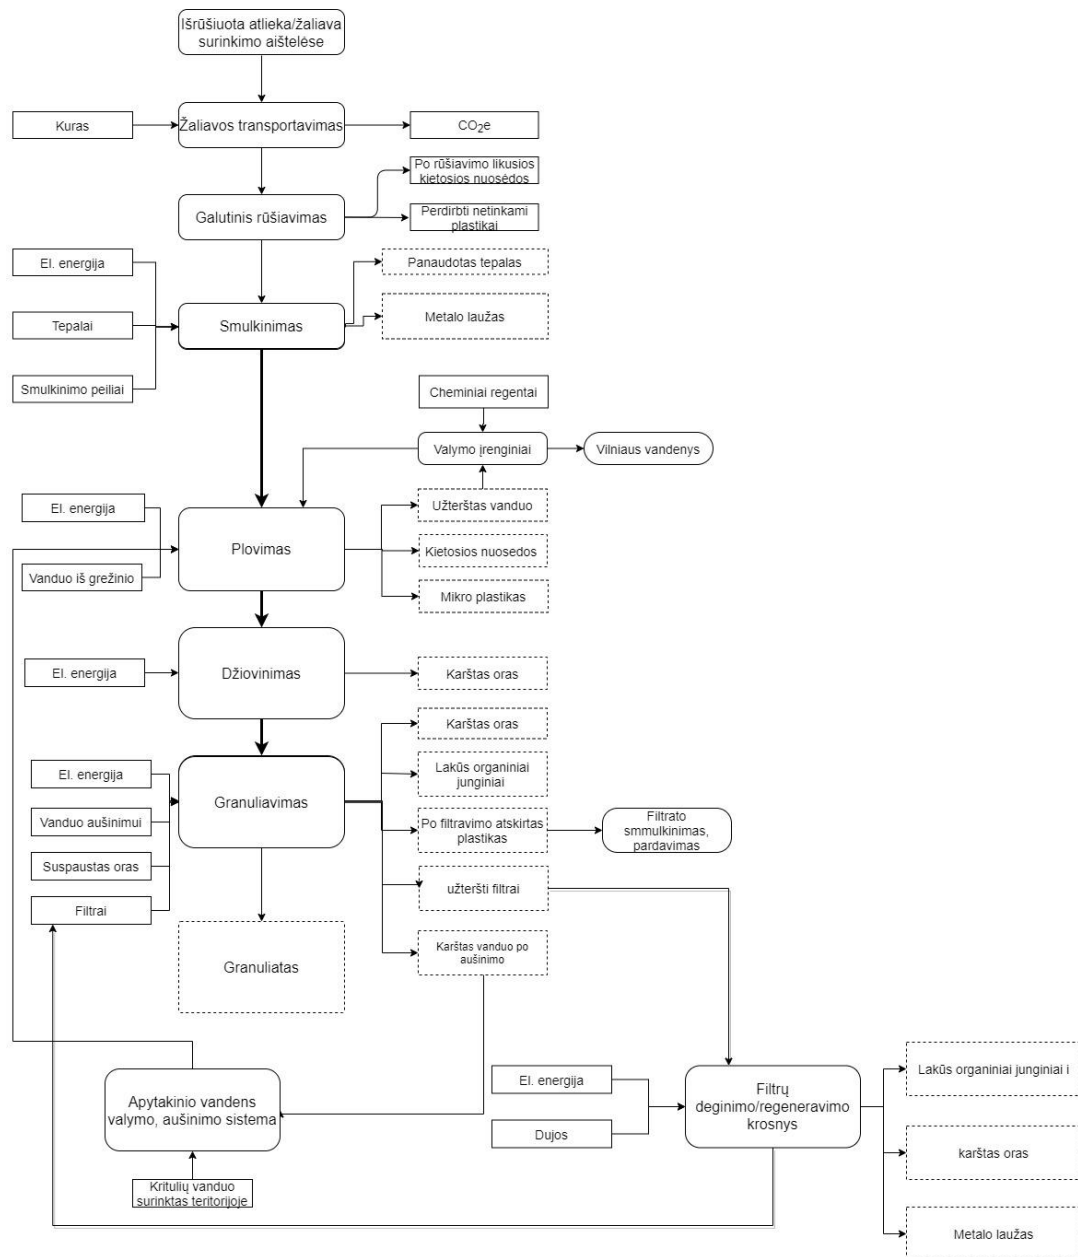 Išrūšiuota atlieka/žaliava
surinkimo aištelėse
Kuras
Žaliavos transportavimas
CO2e
Po rūšiavimo likusios
kietosios nuosėdos
Galutinis rūšiavimas
Perdirbti netinkami
plastikai
El. energija
Panaudotas tepalas
Tepalai
Smulkinimas
Metalo laužas
Smulkinimo peiliai
Cheminiai regentai
Valymo įrenginiai
Vilniaus vandenys
El. energija
Užterštas vanduo
Plovimas
Kietosios nuosedos
Vanduo iš grežinio
Mikro plastikas
El. energija
Džiovinimas
Karštas oras
Karštas oras
El. energija
Lakūs organiniai
junginiai
Granuliavimas
Vanduo aušinimui
Po filtravimo atskirtas
plastikas
Filtrato
smmulkinimas,
pardavimas
Suspaustas oras
užteršti filtrai
Filtrai
Karštas vanduo po
aušinimo
Granuliatas
El. energija
Dujos
Filtrų
deginimo/regeneravimo
krosnys
Lakūs organiniai junginiai i
karštas oras
Metalo laužas
Apytakinio vandens
valymo, aušinimo sistema
Kritulių vanduo
surinktas teritorijoje